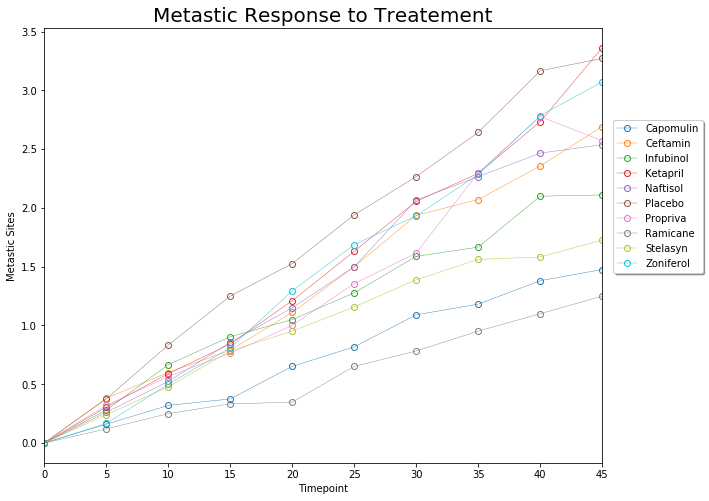 Metastic Response to Treatement
3.5
3.0
2.5
2.0
1.5
1.0
0.5
0.0
Metastic Sites
0 5 10 15 20 25 30 35 40 45
Timepoint
Capomulin
Ceftamin
Infubinol
Ketapril
Naftisol
Placebo
Propriva
Ramicane
Stelasyn
Zoniferol